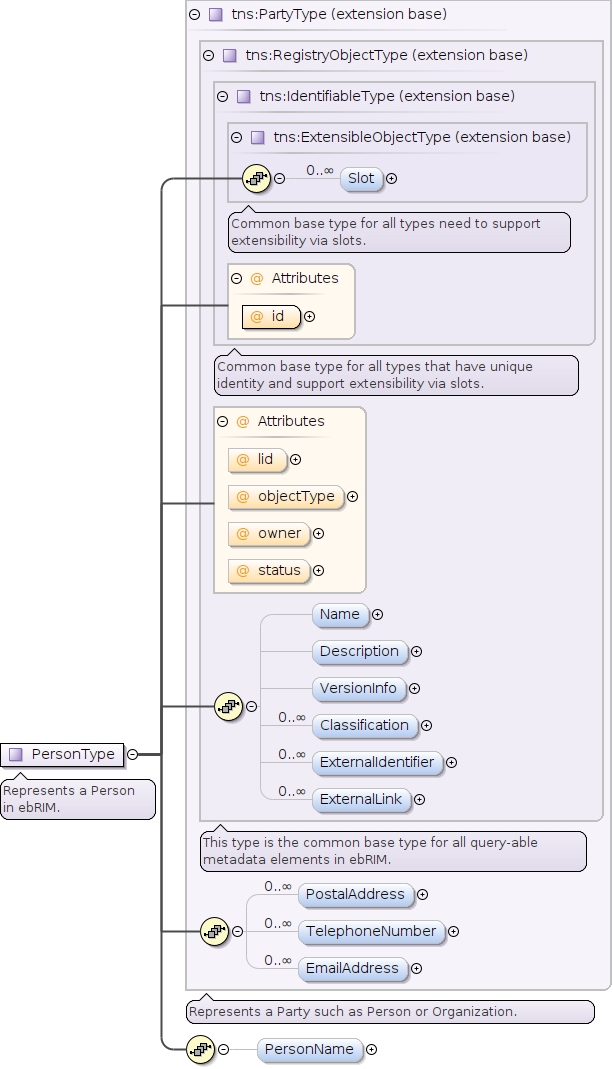 tns:PartyType (extension base)
tns:RegistryObjectType (extension base)
tns:IdentifiableType (extension base)
tns:ExtensibleObjectType (extension base)
0..∞
Slot
Common base type for all types need to support
extensibility via slots.
@ Attributes
@ id
Common base type for all types that have unique
identity and support extensibility via slots.
@ Attributes
@ lid
@ objectType
@ owner
@ status
Name
Description
VersionInfo
0..∞ Classification
0..∞ ExternalIdentifier
0..∞ ExternalLink
PersonType
Represents a Person
in ebRIM.
This type is the common base type for all query-able
metadata elements in ebRIM.
0..∞ PostalAddress
0..∞ TelephoneNumber
0..∞ EmailAddress
Represents a Party such as Person or Organization.
PersonName